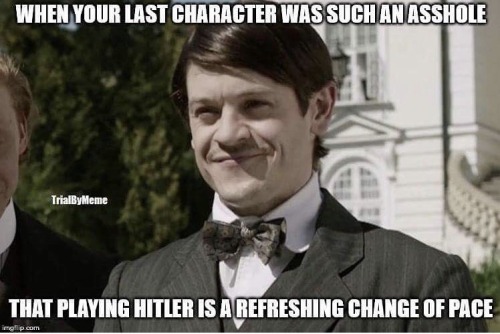 WHEN YOUR LAST CHARACTER WAS SUCH AN ASSHOLE
TrialByMeme
THAT PLAYING HITLER IS A REFRESHING CHANGE OF PACE
imgflip.com